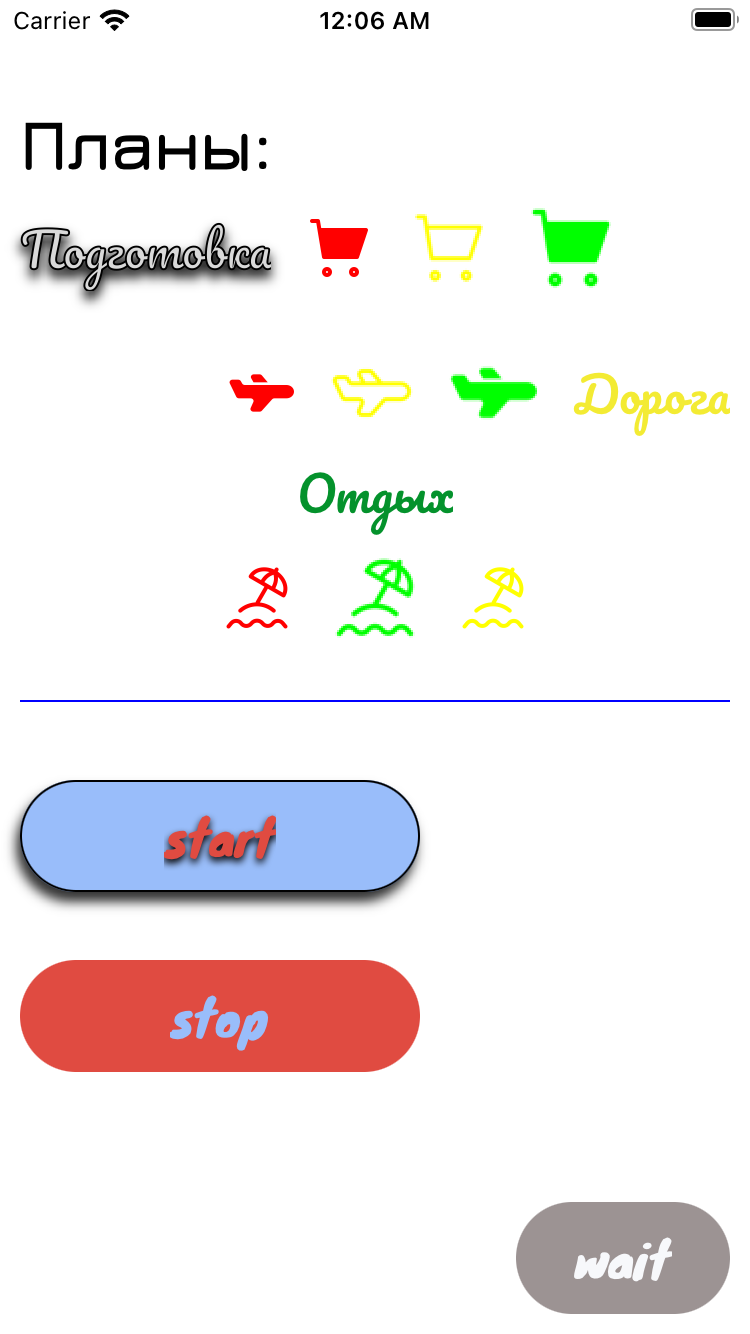 Carrier 12:06 AM
Планы:
Подготовка
Дорога
Отдых
start
stop
wait